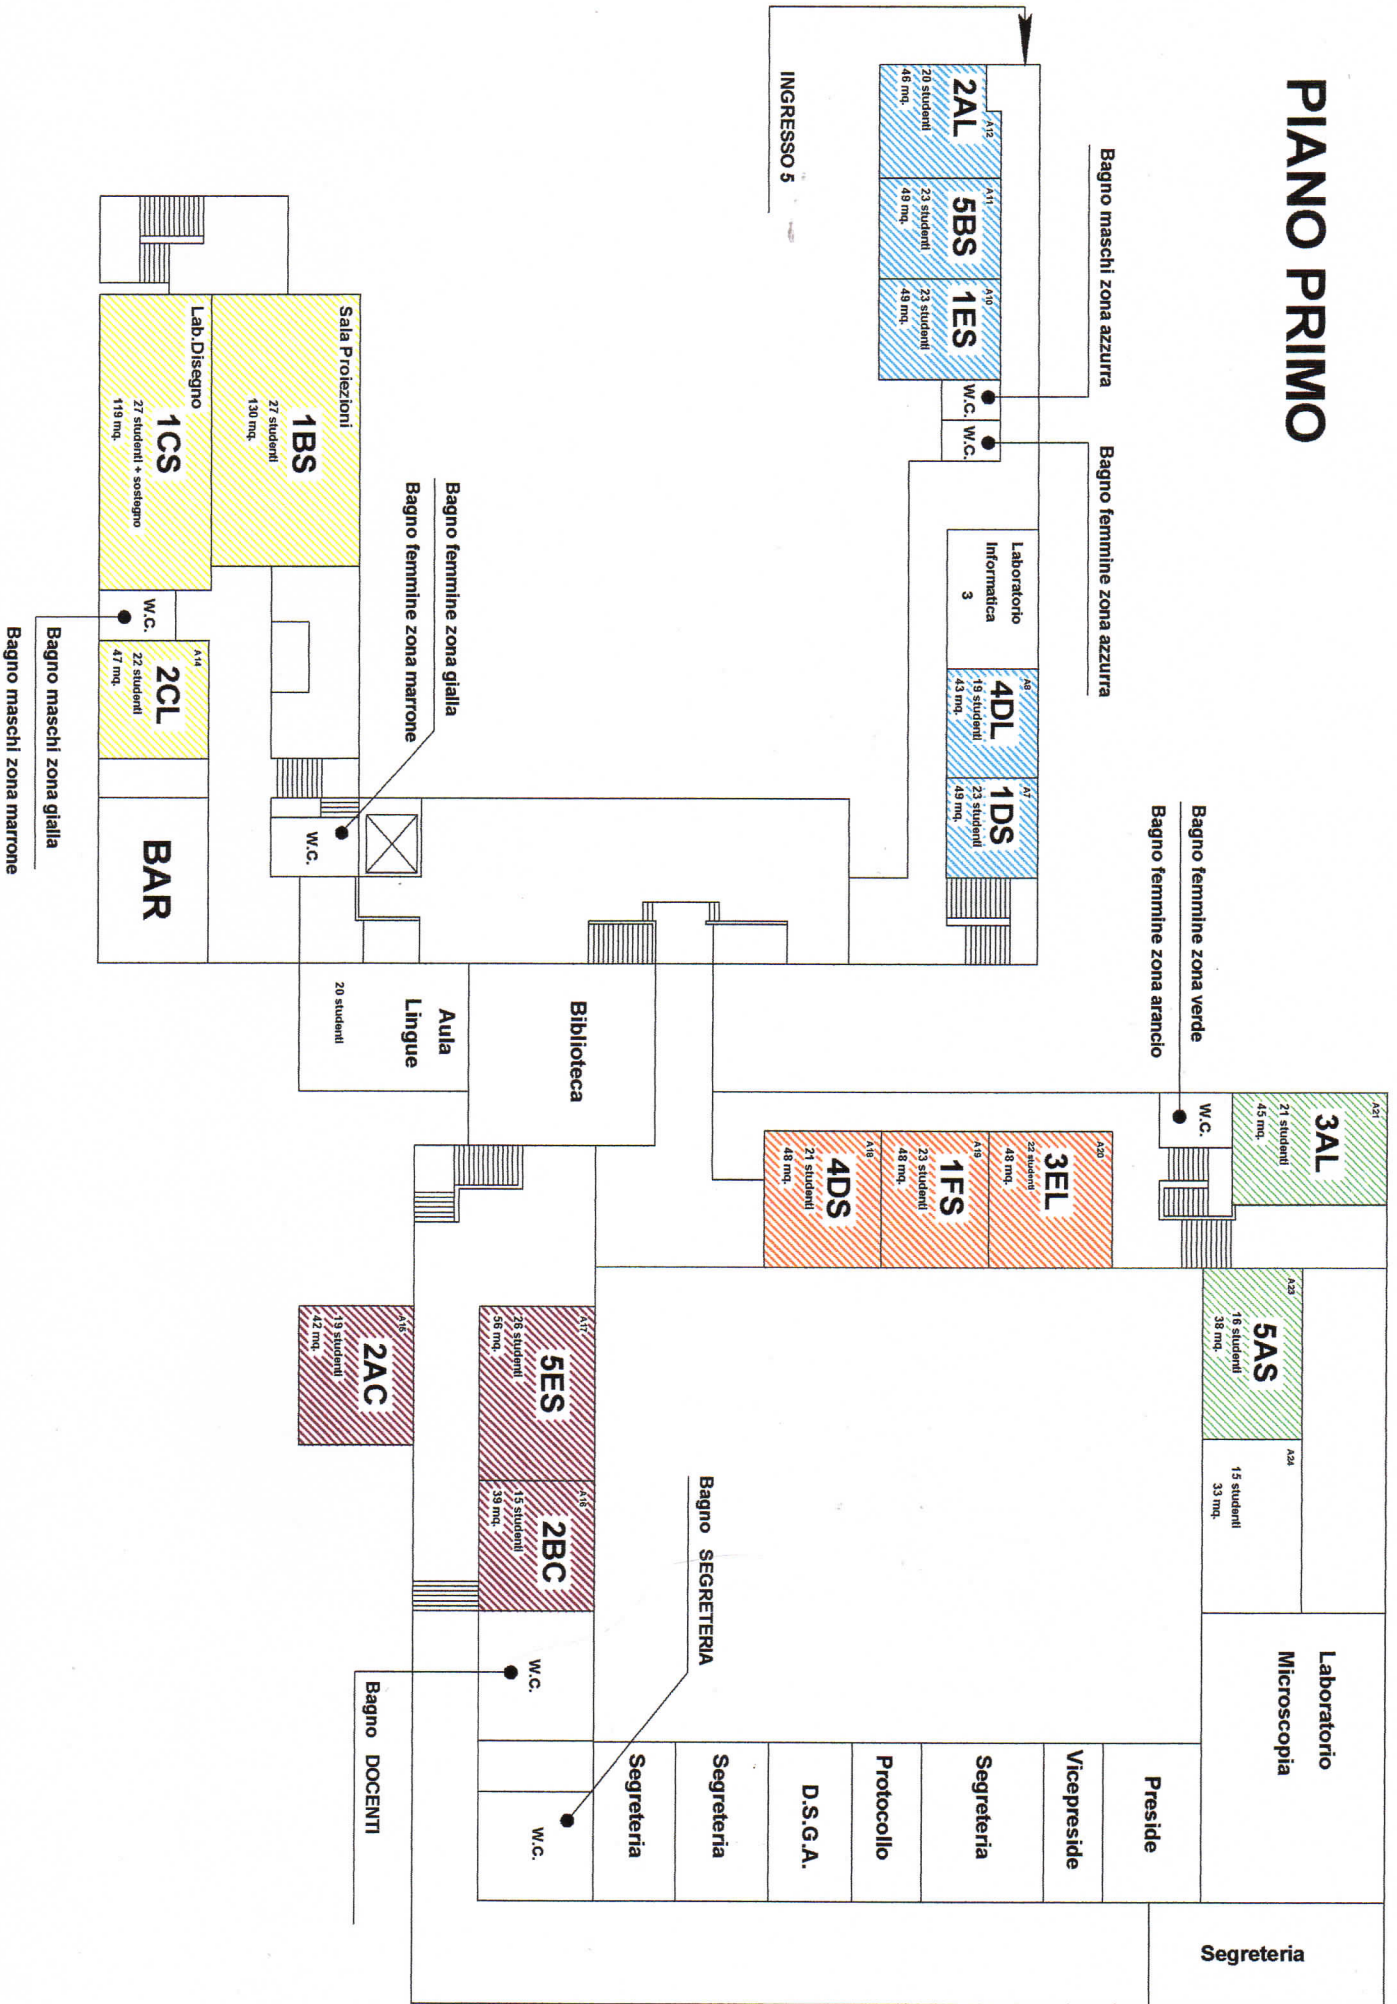 PIANO PRIMO
INGRESSO 5
Bagno maschi zona azzurra
Bagno femmine zona azzurra
A12
2AL
20 studenti
46 mq.
A11
5BS
23 studenti
49 mq.
A10
1ES
23 studenti
49 mq.
W.C.
W.C.
Laboratorio
Informatica
3
A8
4DL
19 studenti
43 mq.
A7
1DS
23 studenti
49 mq.
Bagno femmine zona verde
Bagno femmine zona arancio
Sala Proiezioni
1BS
27 studenti
130 mq.
Lab.Disegno
1CS
27 studenti + sostegno
119 mq.
W.C.
A14
2CL
22 studenti
47 mq.
BAR
Bagno femmine zona gialla
Bagno femmine zona marrone
W.C.
Bagno maschi zona gialla
Bagno maschi zona marrone
Biblioteca
Aula
Lingue
20 studenti
A21
3AL
21 studenti
45 mq.
W.C.
A20
3EL
22 studenti
48 mq.
A19
1FS
23 studenti
48 mq.
A18
4DS
21 studenti
48 mq.
A23
5AS
16 studenti
38 mq.
A24
15 studenti
33 mq.
Laboratorio
Microscopia
A17
5ES
26 studenti
56 mq.
A16
2BC
15 studenti
39 mq.
A15
2AC
19 studenti
42 mq.
Bagno SEGRETERIA
W.C.
Bagno DOCENTI
W.C.
Preside
Vicepreside
Segreteria
Protocollo
D.S.G.A.
Segreteria
Segreteria
Segreteria